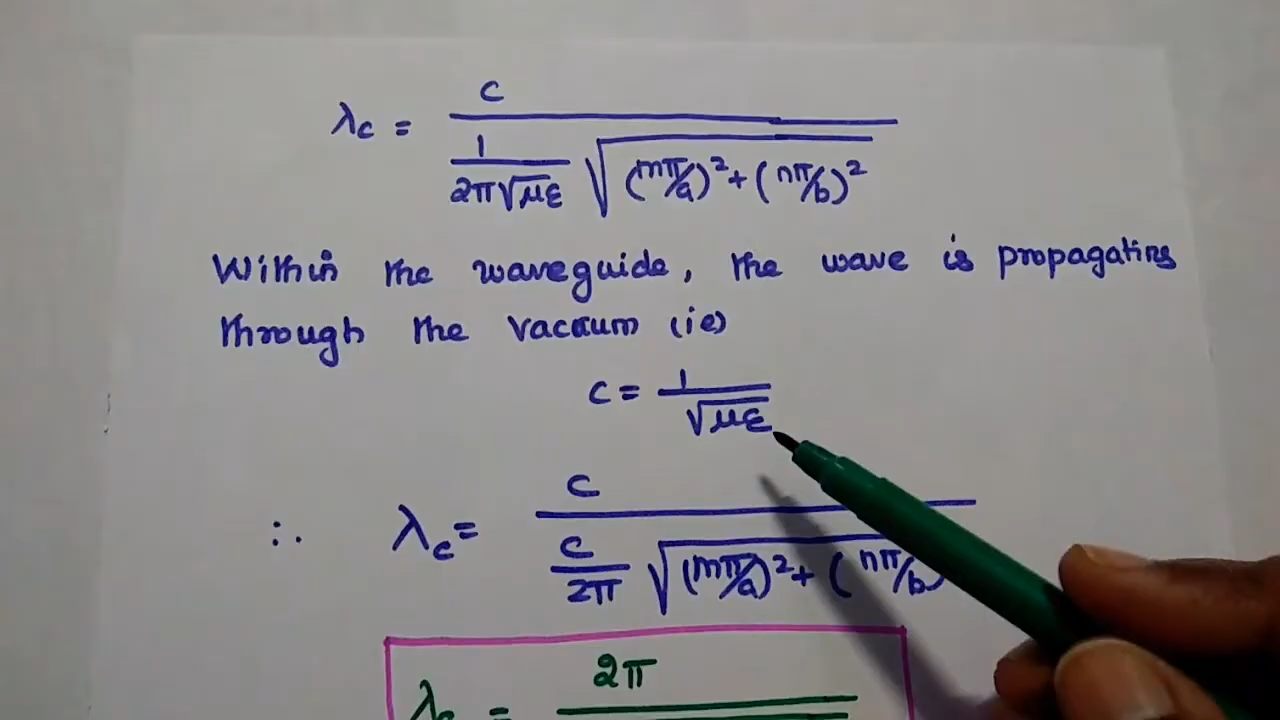 λc = c / (1/(2π√με) √((mπ/a)² + (nπ/b)²))
Within the waveguide, the wave is propagating
through the vacuum (ie)
c = 1/√με
∴ λc = c / (c/2π √((mπ/a)² + (nπ/b)
λc = 2π